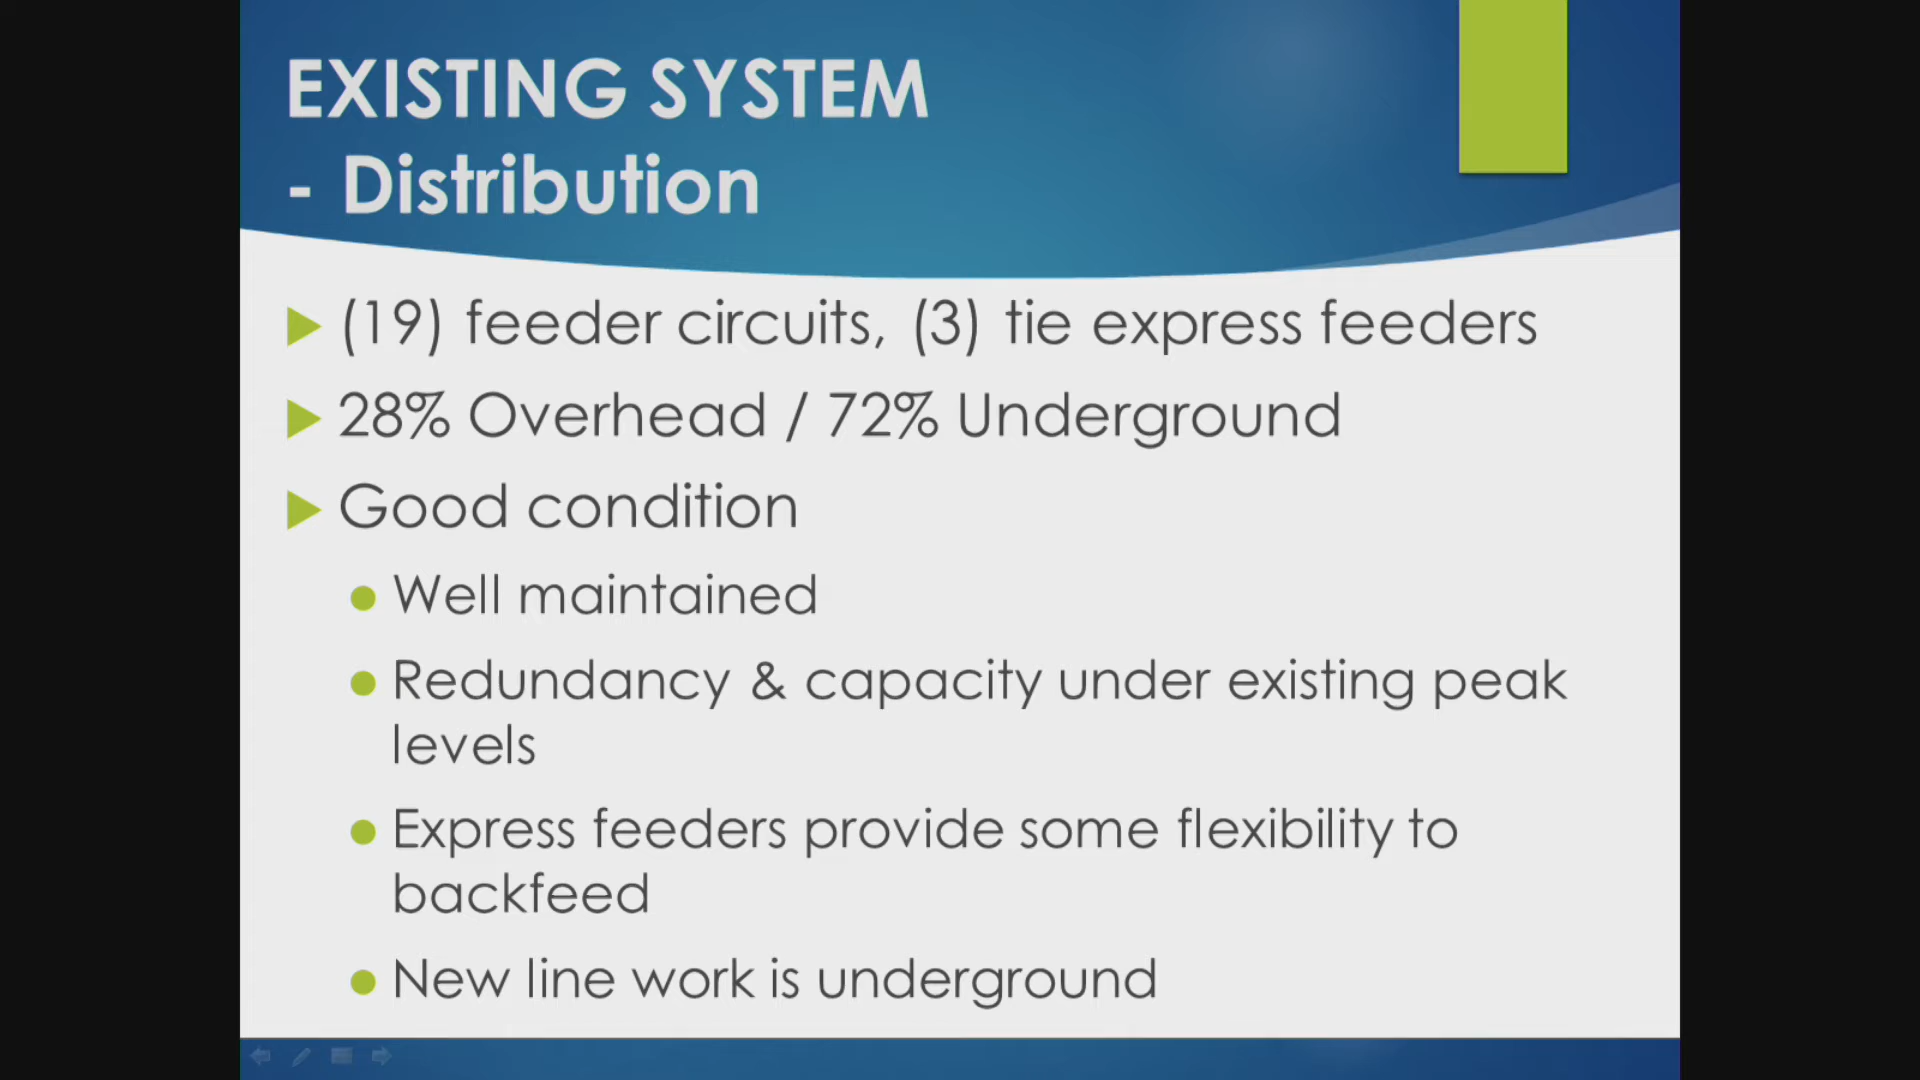 EXISTING SYSTEM
- Distribution
(19) feeder circuits, (3) tie express feeders
28% Overhead / 72% Underground
Good condition
Well maintained
Redundancy & capacity under existing peak
levels
Express feeders provide some flexibility to
backfeed
New line work is underground